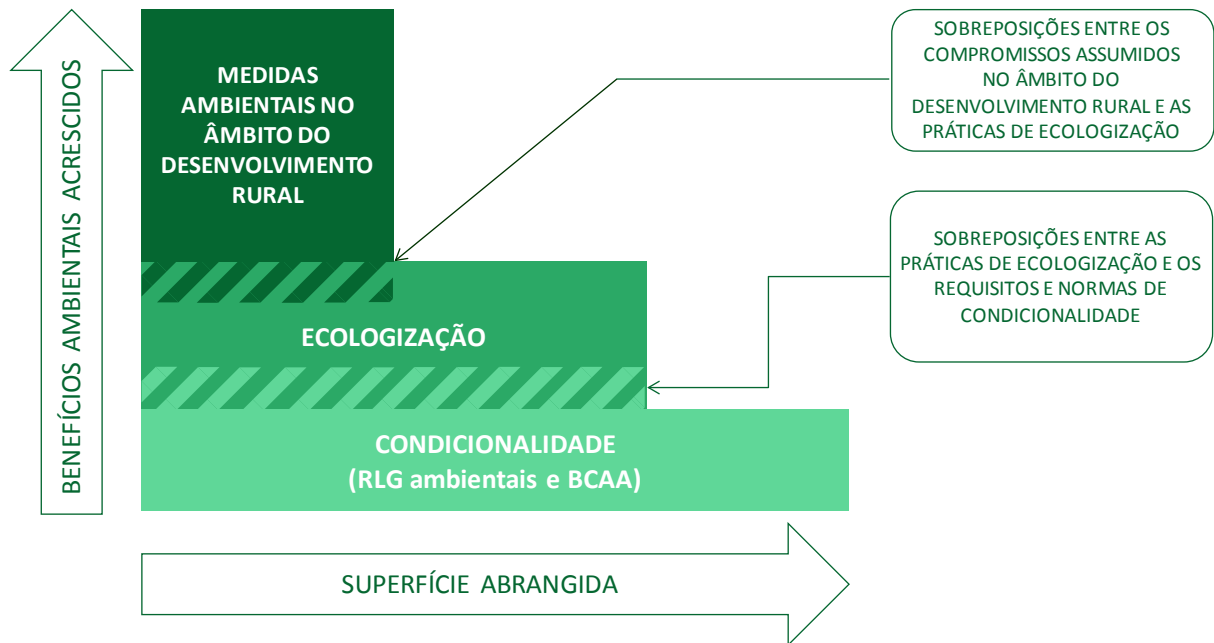 BENEFÍCIOS AMBIENTAIS ACRESCIDOS
MEDIDAS
AMBIENTAIS NO
ÂMBITO DO
DESENVOLVIMENTO
RURAL
ECOLOGIZAÇÃO
CONDICIONALIDADE
(RLG ambientais e BCAA)
SUPERFÍCIE ABRANGIDA
SOBREPOSIÇÕES ENTRE OS
COMPROMISSOS ASSUMIDOS
NO ÂMBITO DO
DESENVOLVIMENTO RURAL E AS
PRÁTICAS DE ECOLOGIZAÇÃO
SOBREPOSIÇÕES ENTRE AS
PRÁTICAS DE ECOLOGIZAÇÃO E OS
REQUISITOS E NORMAS DE
CONDICIONALIDADE